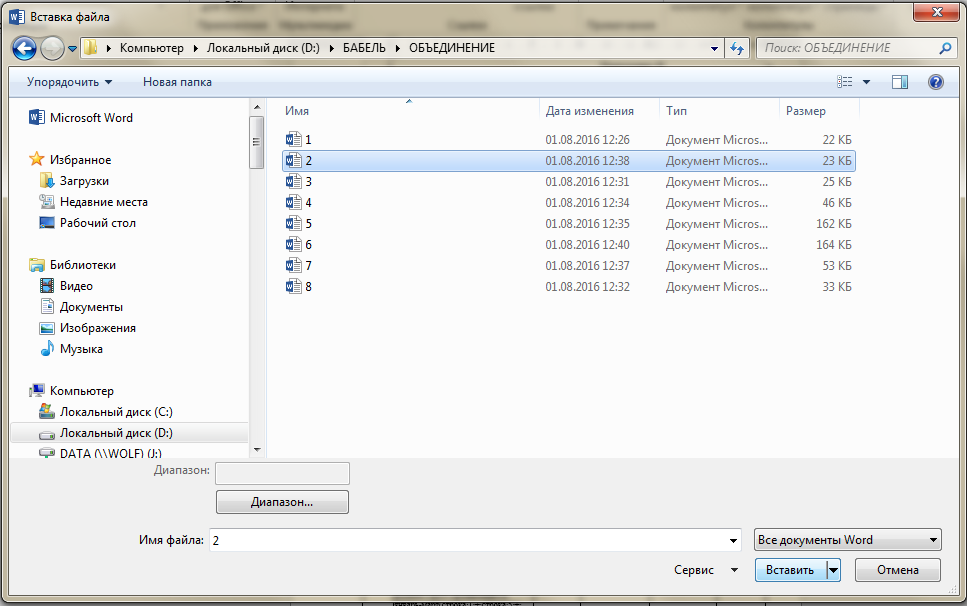 Вставка файла
Компьютер Локальный диск (D:) БАБЕЛЬ ОБЪЕДИНЕНИЕ
Поиск: ОБЪЕДИНЕНИЕ
Упорядочить Новая папка
Microsoft Word
Избранное
Загрузки
Недавние места
Рабочий стол
Библиотеки
Видео
Документы
Изображения
Музыка
Компьютер
Локальный диск (C:)
Локальный диск (D:)
DATA (\\WOLF) (J:)
Имя Дата изменения Тип Размер
1 01.08.2016 12:26 Документ Micros... 22 КБ
2 01.08.2016 12:38 Документ Micros... 23 КБ
3 01.08.2016 12:31 Документ Micros... 25 КБ
4 01.08.2016 12:34 Документ Micros... 46 КБ
5 01.08.2016 12:35 Документ Micros... 162 КБ
6 01.08.2016 12:40 Документ Micros... 164 КБ
7 01.08.2016 12:37 Документ Micros... 53 КБ
8 01.08.2016 12:32 Документ Micros... 33 КБ
Диапазон:
Диапазон...
Имя файла: 2 Все документы Word
Сервис Вставить Отмена